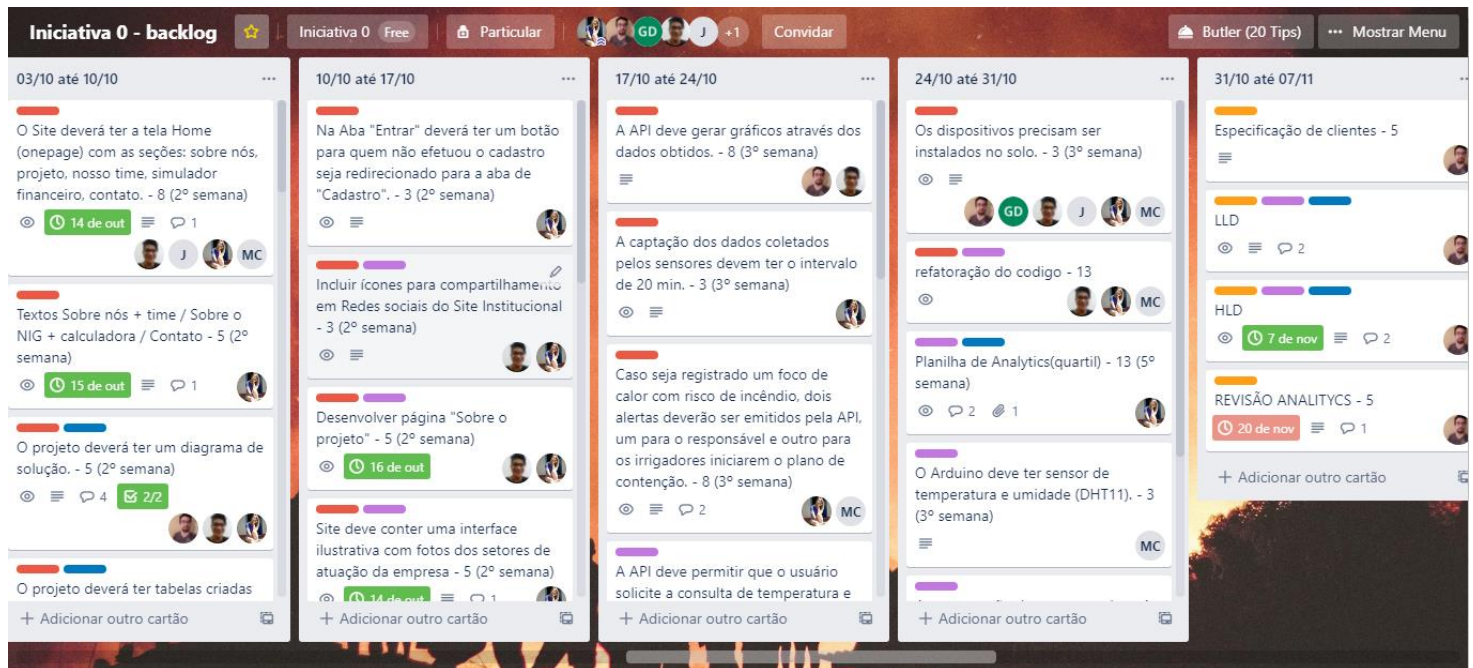 Iniciativa 0 - backlog
Iniciativa 0 Free
Particular
GD
J
+1
Convidar
Butler (20 Tips)
Mostrar Menu
03/10 até 10/10
O Site deverá ter a tela Home
(onepage) com as seções: sobre nós,
projeto, nosso time, simulador
financeiro, contato. - 8 (2º semana)
14 de out
1
J
MC
Textos Sobre nós + time / Sobre o
NIG + calculadora / Contato - 5 (2º
semana)
15 de out
1
O projeto deverá ter um diagrama de
solução. - 5 (2º semana)
4
2/2
O projeto deverá ter tabelas criadas
+ Adicionar outro cartão
10/10 até 17/10
Na Aba "Entrar" deverá ter um botão
para quem não efetuou o cadastro
seja redirecionado para a aba de
"Cadastro". - 3 (2º semana)
Incluir ícones para compartilhamento
em Redes sociais do Site Institucional
- 3 (2º semana)
Desenvolver página "Sobre o
projeto" - 5 (2º semana)
16 de out
Site deve conter uma interface
ilustrativa com fotos dos setores de
atuação da empresa - 5 (2º semana)
14 de out
1
+ Adicionar outro cartão
17/10 até 24/10
A API deve gerar gráficos através dos
dados obtidos. - 8 (3º semana)
A captação dos dados coletados
pelos sensores devem ter o intervalo
de 20 min. - 3 (3º semana)
Caso seja registrado um foco de
calor com risco de incêndio, dois
alertas deverão ser emitidos pela API,
um para o responsável e outro para
os irrigadores iniciarem o plano de
contenção. - 8 (3º semana)
2
MC
A API deve permitir que o usuário
solicite a consulta de temperatura e
+ Adicionar outro cartão
24/10 até 31/10
Os dispositivos precisam ser
instalados no solo. - 3 (3º semana)
GD
J
MC
refatoração do codigo - 13
MC
Planilha de Analytics(quartil) - 13 (5º
semana)
2
1
O Arduino deve ter sensor de
temperatura e umidade (DHT11). - 3
(3º semana)
MC
+ Adicionar outro cartão
31/10 até 07/11
Especificação de clientes - 5
LLD
2
HLD
7 de nov
2
REVISÃO ANALITYCS - 5
20 de nov
1
+ Adicionar outro cartão